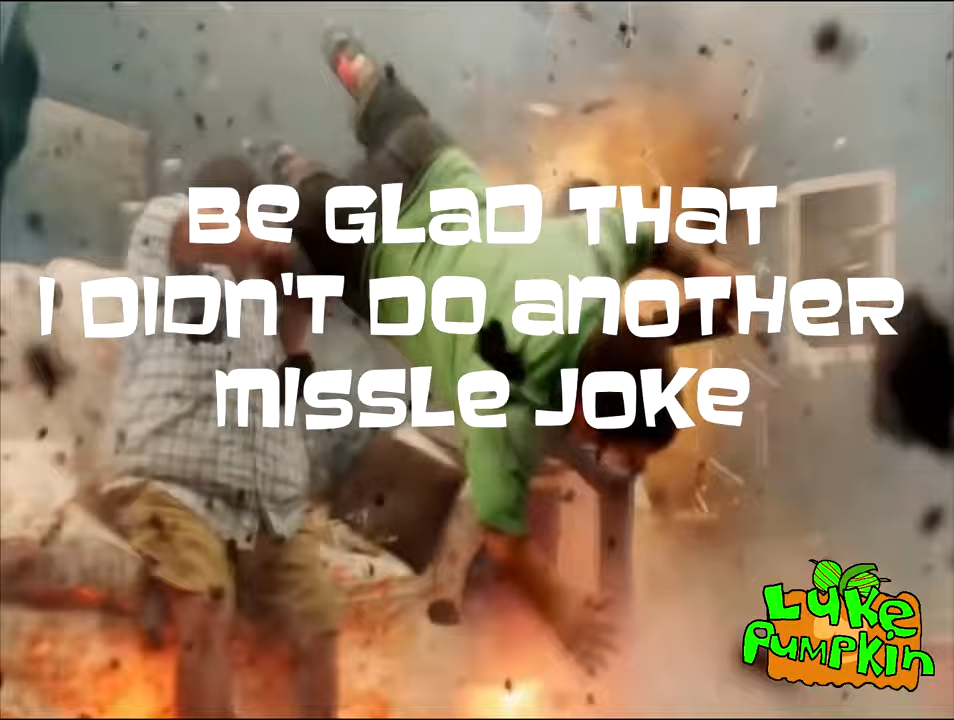 Be Glad That
I Didn't Do Another
Missle Joke
Luke
Pumpkin